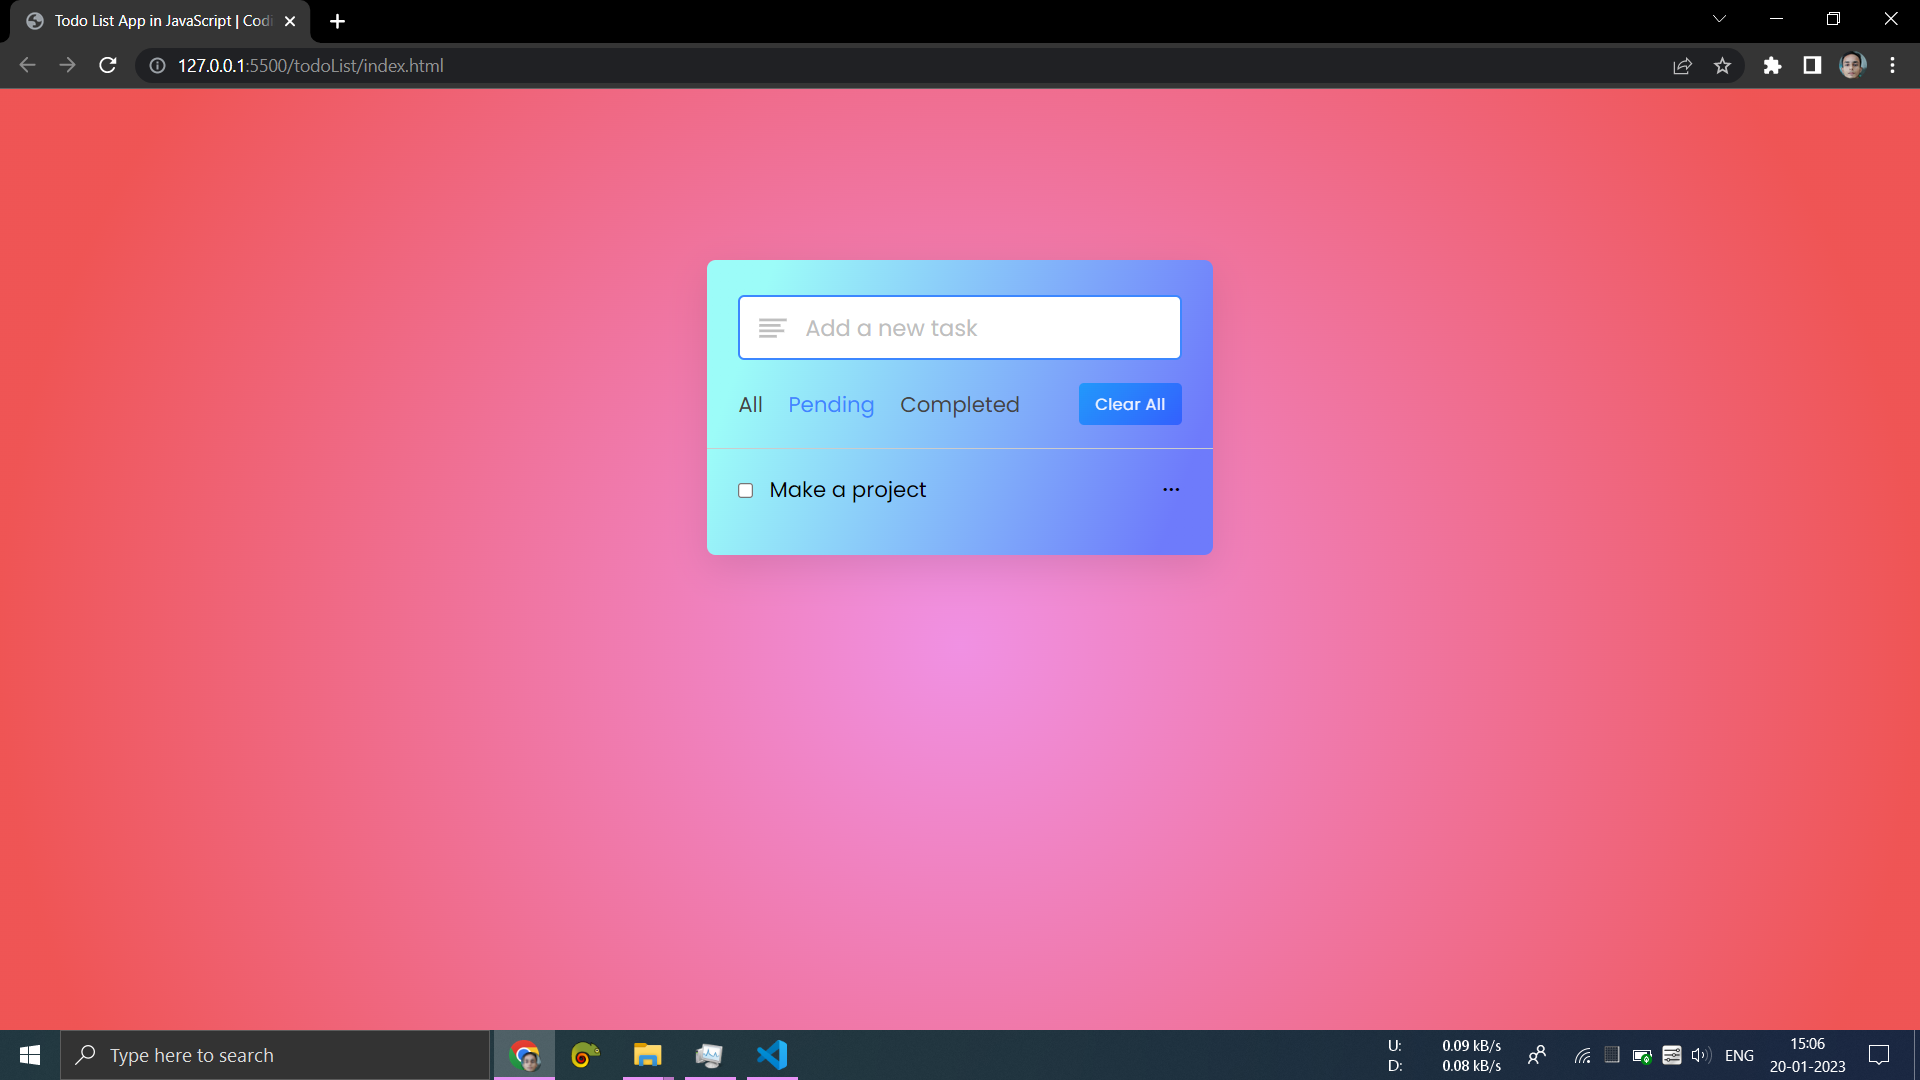 Todo List App in JavaScript | Codi
127.0.0.1:5500/todoList/index.html
Add a new task
All Pending Completed Clear All
Make a project
Type here to search
U: 0.09 kB/s
D: 0.08 kB/s
ENG
15:06
20-01-2023